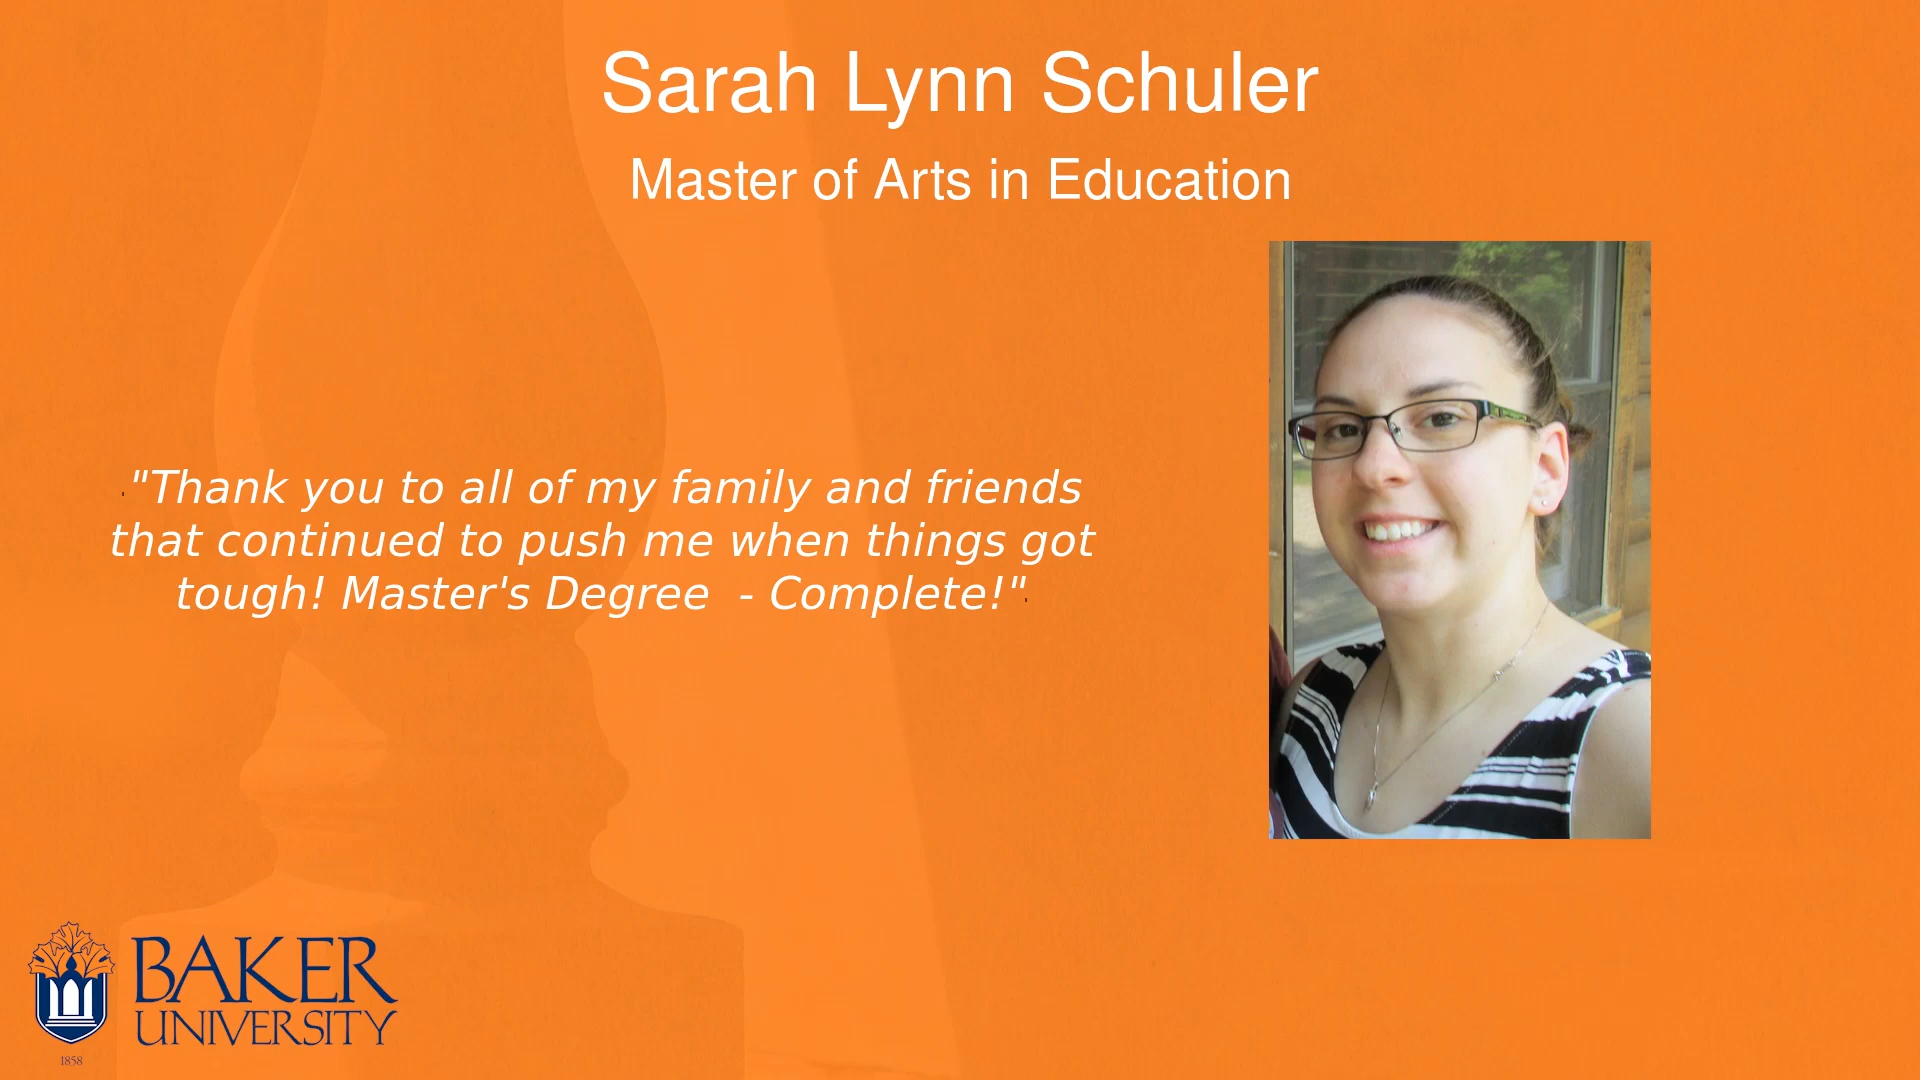 Sarah Lynn Schuler
Master of Arts in Education
"Thank you to all of my family and friends
that continued to push me when things got
tough! Master's Degree  - Complete!"
BAKER
UNIVERSITY
1858